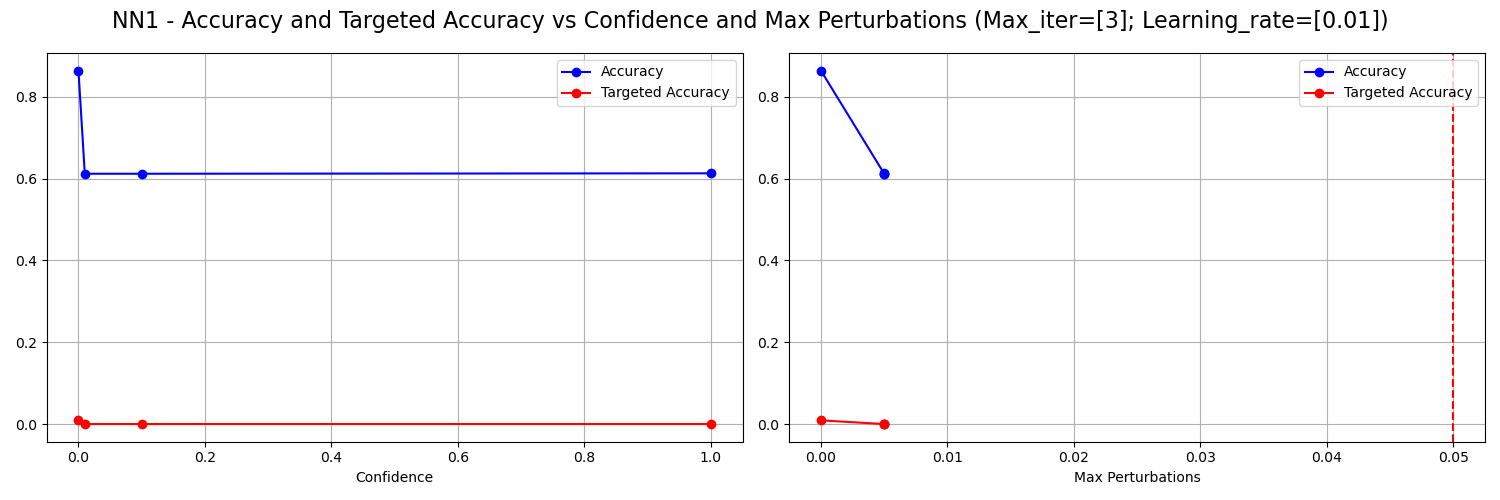 NN1 - Accuracy and Targeted Accuracy vs Confidence and Max Perturbations (Max_iter=[3]; Learning_rate=[0.01])
Accuracy
Targeted Accuracy
0.8
0.6
0.4
0.2
0.0
0.0 0.2 0.4 0.6 0.8 1.0
Confidence
Accuracy
Targeted Accuracy
0.8
0.6
0.4
0.2
0.0
0.00 0.01 0.02 0.03 0.04 0.05
Max Perturbations